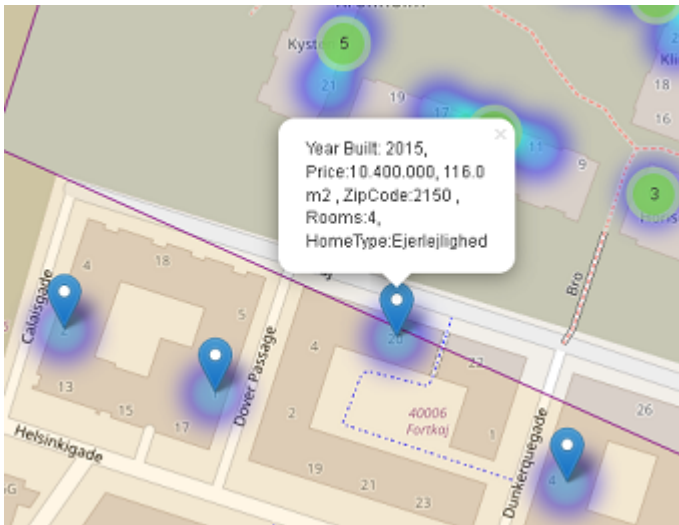 5
Kyst
21
19
17
11
9
18
16
3
Year Built: 2015,
Price:10.400.000, 116.0
m2 , ZipCode:2150 ,
Rooms:4,
HomeType:Ejerlejlighed
×
Bro
4
18
5
Calaisgade
2
13
15
17
Dover Passage
Helsinkigade
4
2
20
22
40006
Fortkaj
1
19
21
23
Dunkerquegade
4
26